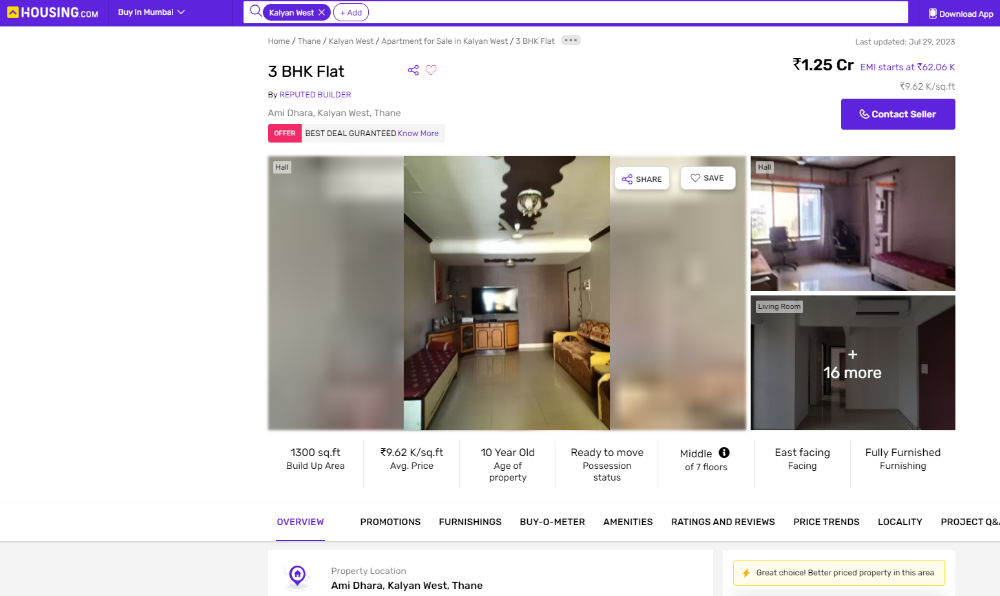 HOUSING.COM
Buy In Mumbai
Kalyan West
+ Add
Download App
Home / Thane / Kalyan West / Apartment for Sale in Kalyan West / 3 BHK Flat
Last updated: Jul 29, 2023
3 BHK Flat
₹1.25 Cr EMI starts at ₹62.06 K
₹9.62 K/sq.ft
By REPUTED BUILDER
Ami Dhara, Kalyan West, Thane
Contact Seller
OFFER BEST DEAL GURANTEED Know More
Hall
SHARE
SAVE
Hall
Living Room
+
16 more
1300 sq.ft
Build Up Area
₹9.62 K/sq.ft
Avg. Price
10 Year Old
Age of
property
Ready to move
Possession
status
Middle
of 7 floors
East facing
Facing
Fully Furnished
Furnishing
OVERVIEW PROMOTIONS FURNISHINGS BUY-O-METER AMENITIES RATINGS AND REVIEWS PRICE TRENDS LOCALITY PROJECT Q&A
Property Location
Ami Dhara, Kalyan West, Thane
Great choice! Better priced property in this area